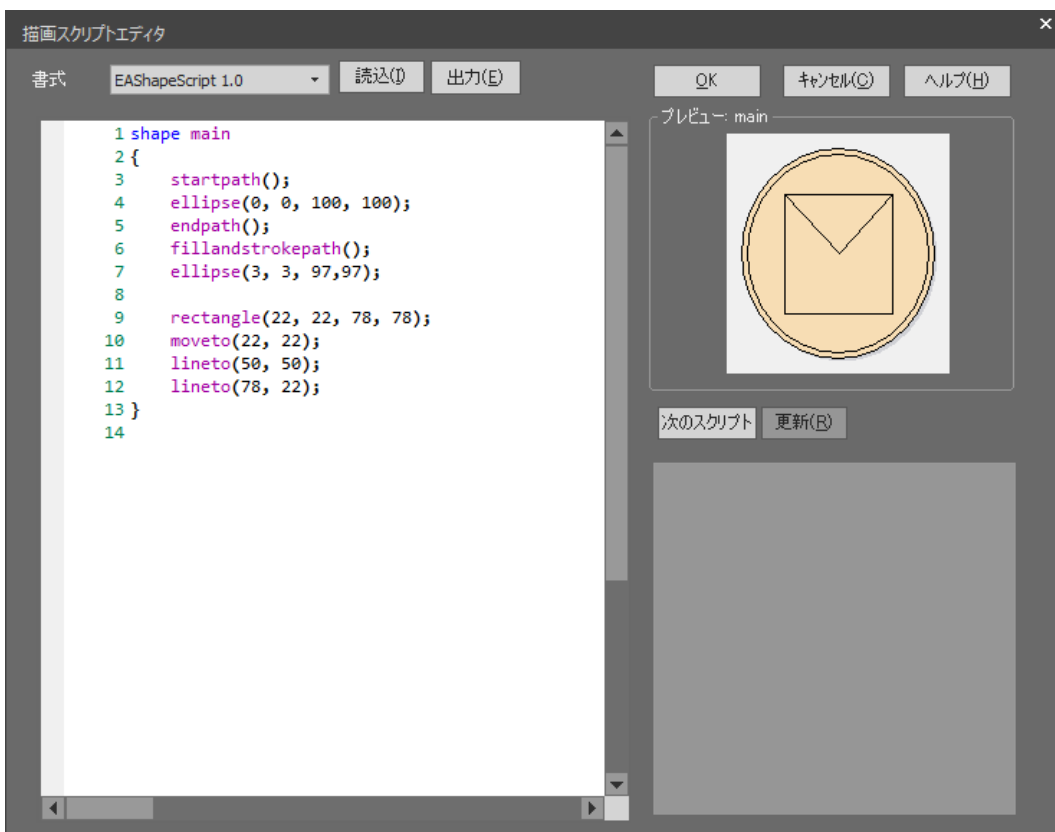 描画スクリプトエディタ
×
書式 EAShapeScript 1.0 読込(I) 出力(E) OK キャンセル(C) ヘルプ(H)
プレビュー: main
1 shape main
2 {
3 startpath();
4 ellipse(0, 0, 100, 100);
5 endpath();
6 fillandstrokepath();
7 ellipse(3, 3, 97,97);
8
9 rectangle(22, 22, 78, 78);
10 moveto(22, 22);
11 lineto(50, 50);
12 lineto(78, 22);
13 }
14
次のスクリプト 更新(R)